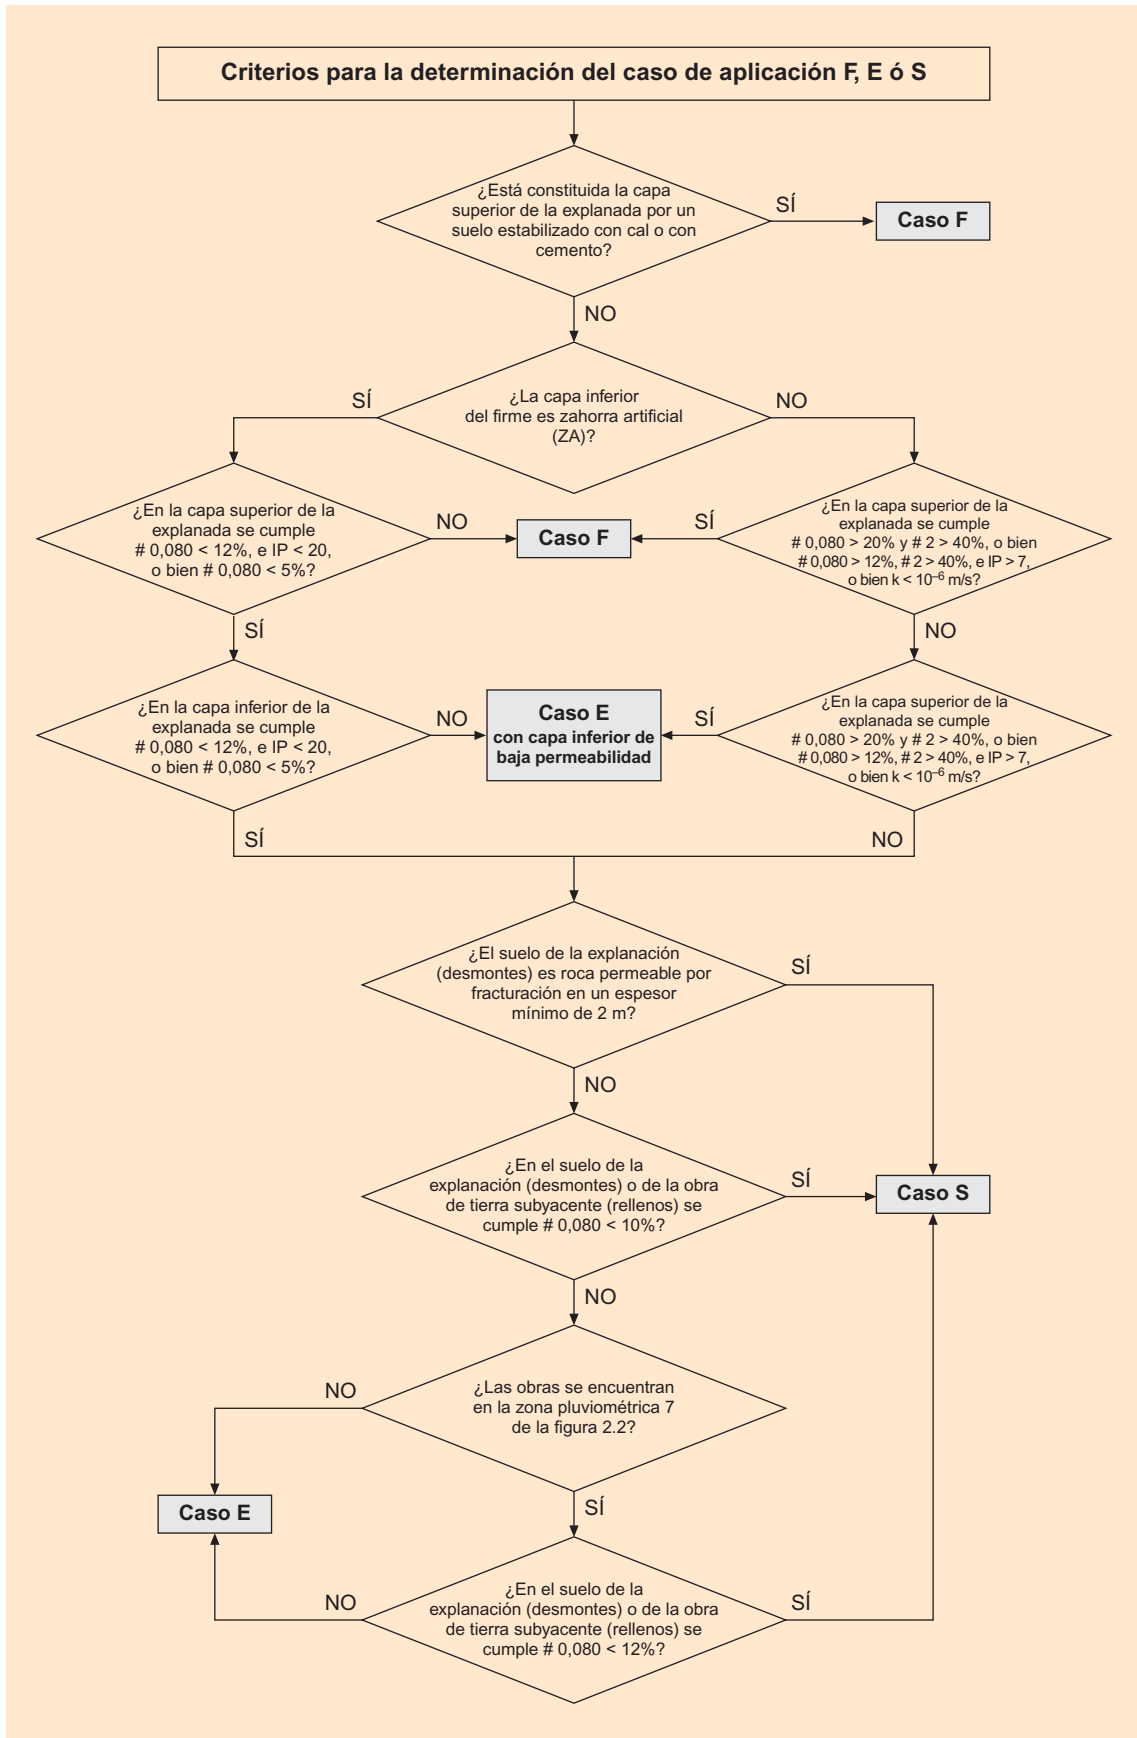 Criterios para la determinación del caso de aplicación F, E ó S
¿Está constituida la capa
superior de la explanada por un
suelo estabilizado con cal o con
cemento?
SÍ
Caso F
NO
¿La capa inferior
del firme es zahorra artificial
(ZA)?
SÍ
NO
¿En la capa superior de la
explanada se cumple
# 0,080 < 12%, e IP < 20,
o bien # 0,080 < 5%?
NO
Caso F
SÍ
¿En la capa superior de la
explanada se cumple
# 0,080 > 20% y # 2 > 40%, o bien
# 0,080 > 12%, # 2 > 40%, e IP > 7,
o bien k < 10⁻⁶ m/s?
SÍ
NO
¿En la capa inferior de la
explanada se cumple
# 0,080 < 12%, e IP < 20,
o bien # 0,080 < 5%?
NO
Caso E
con capa inferior de
baja permeabilidad
SÍ
¿En la capa superior de la
explanada se cumple
# 0,080 > 20% y # 2 > 40%, o bien
# 0,080 > 12%, # 2 > 40%, e IP > 7,
o bien k < 10⁻⁶ m/s?
SÍ
NO
¿El suelo de la explanación
(desmontes) es roca permeable por
fracturación en un espesor
mínimo de 2 m?
SÍ
NO
¿En el suelo de la
explanación (desmontes) o de la obra
de tierra subyacente (rellenos) se
cumple # 0,080 < 10%?
SÍ
Caso S
NO
¿Las obras se encuentran
en la zona pluviométrica 7
de la figura 2.2?
NO
Caso E
SÍ
¿En el suelo de la
explanación (desmontes) o de la obra
de tierra subyacente (rellenos) se
cumple # 0,080 < 12%?
NO
SÍ